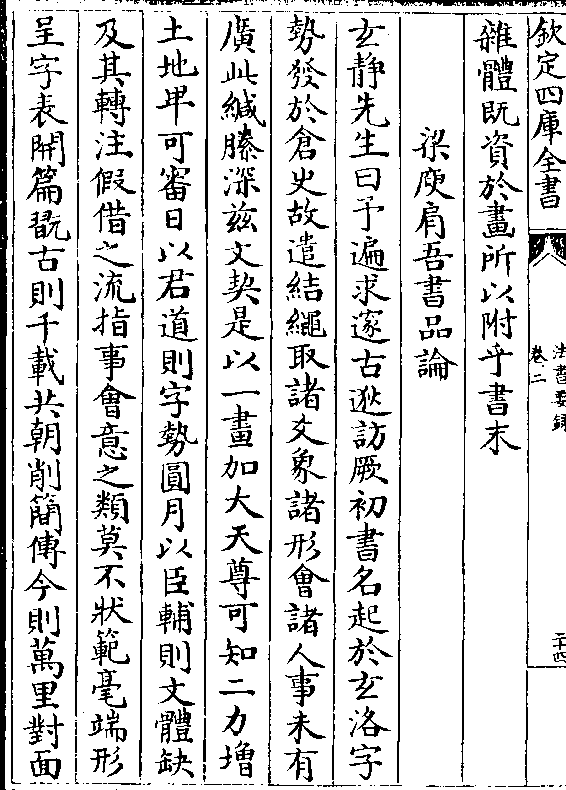 欽定四庫全書
法書要録
卷二
二十四
雜體既資於畫所以附乎書末
梁庾肩吾書品論
玄静先生曰予遍求邃古逖訪厥初書名起於玄洛字
勢發於倉史故遣結繩取諸文象諸形會諸人事未有
廣此緘縢深兹文契是以一畫加大天尊可知二力增
土地卑可審日以君道則字勢圓月以臣輔則文體缺
及其轉注假借之流指事會意之類莫不狀範毫端形
呈字表開篇翫古則千載共朝削簡傳今則萬里對面